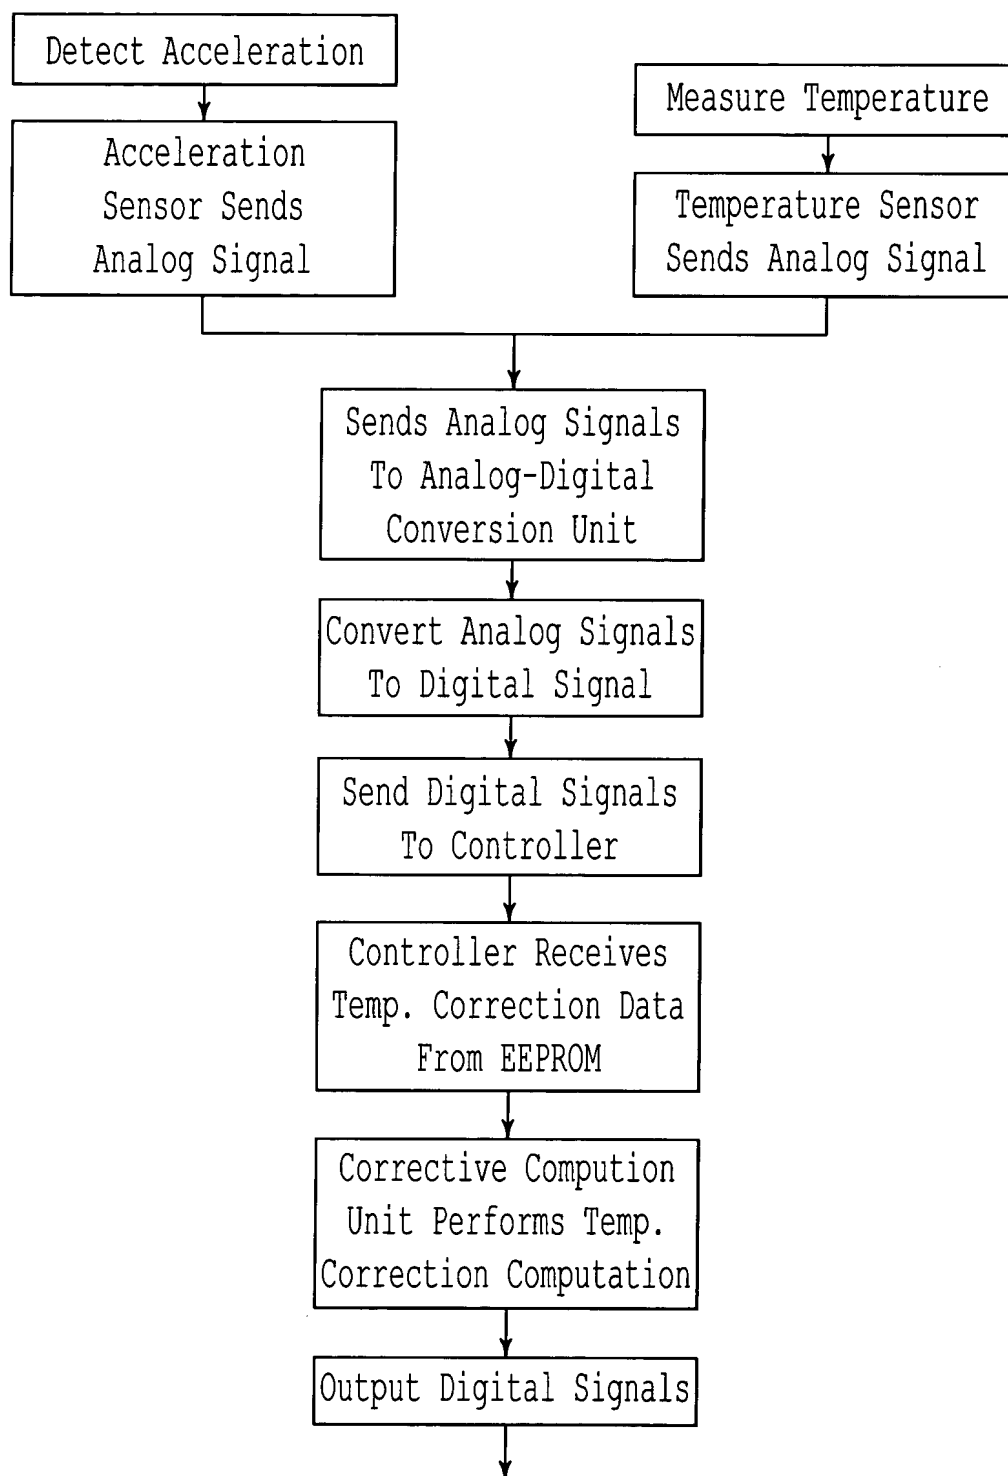 Detect Acceleration
Acceleration
Sensor Sends
Analog Signal
Measure Temperature
Temperature Sensor
Sends Analog Signal
Sends Analog Signals
To Analog-Digital
Conversion Unit
Convert Analog Signals
To Digital Signal
Send Digital Signals
To Controller
Controller Receives
Temp. Correction Data
From EEPROM
Corrective Compution
Unit Performs Temp.
Correction Computation
Output Digital Signals